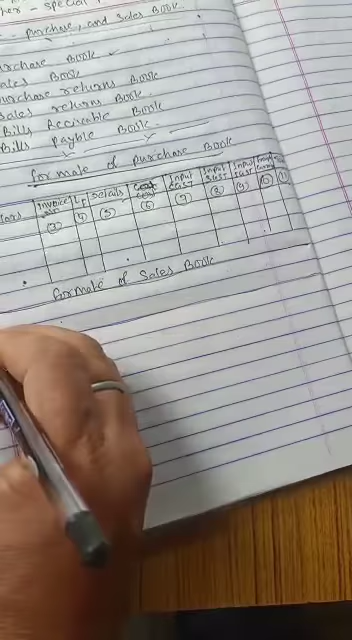 - purchase, and Sales Book.
Purchase Book
Sales Book
Purchase returns Book
Sales returns Book.
Bills Receivable Book
Bills Payble Book.
formate of purchase Book
Invoice L.F Details Cost Input CGST Input SGST Input IGST
(3) (4) (5) (6) (7) (8) (9) (10) (11)
formate of Sales Book